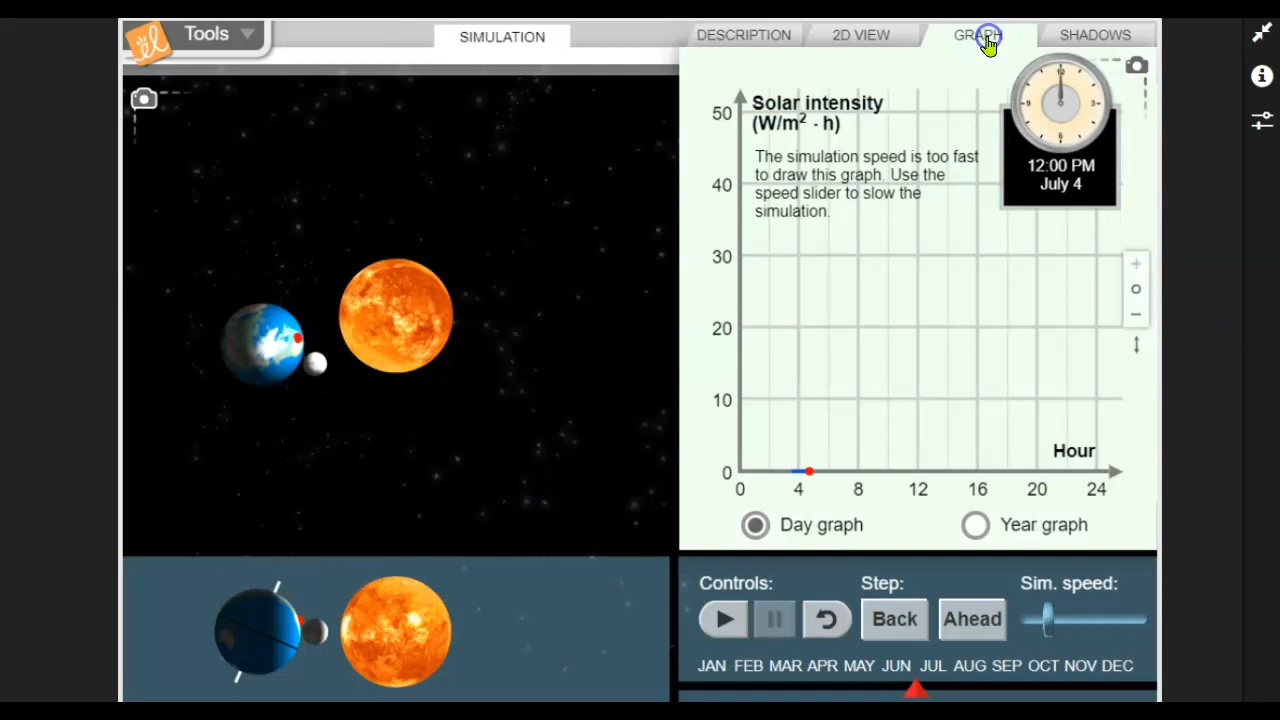 Tools
SIMULATION
DESCRIPTION
2D VIEW
GRAPH
SHADOWS
Solar intensity
(W/m² · h)
The simulation speed is too fast
to draw this graph. Use the
speed slider to slow the
simulation.
12:00 PM
July 4
50
40
30
20
10
0
Hour
0 4 8 12 16 20 24
Day graph
Year graph
Controls:
Step:
Sim. speed:
Back
Ahead
JAN FEB MAR APR MAY JUN JUL AUG SEP OCT NOV DEC